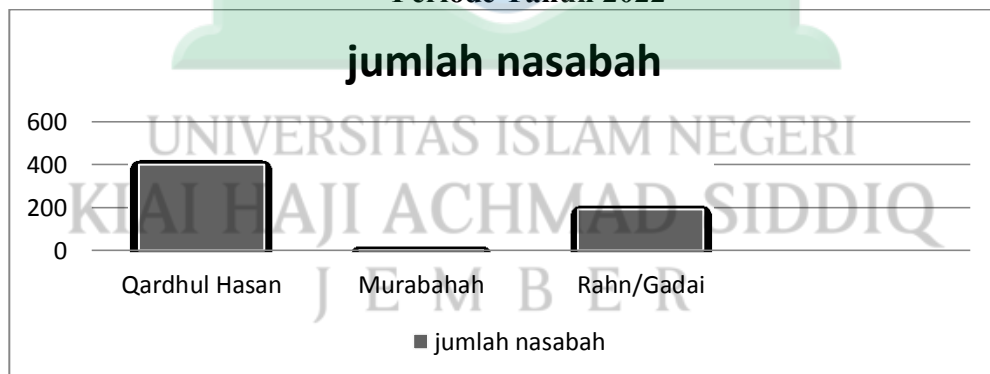 Periode Tahun 2022
jumlah nasabah
600
400
200
0
Qardhul Hasan
Murabahah
Rahn/Gadai
jumlah nasabah
UNIVERSITAS ISLAM NEGERI
KIAI HAJI ACHMAD SIDDIQ
JEMBER